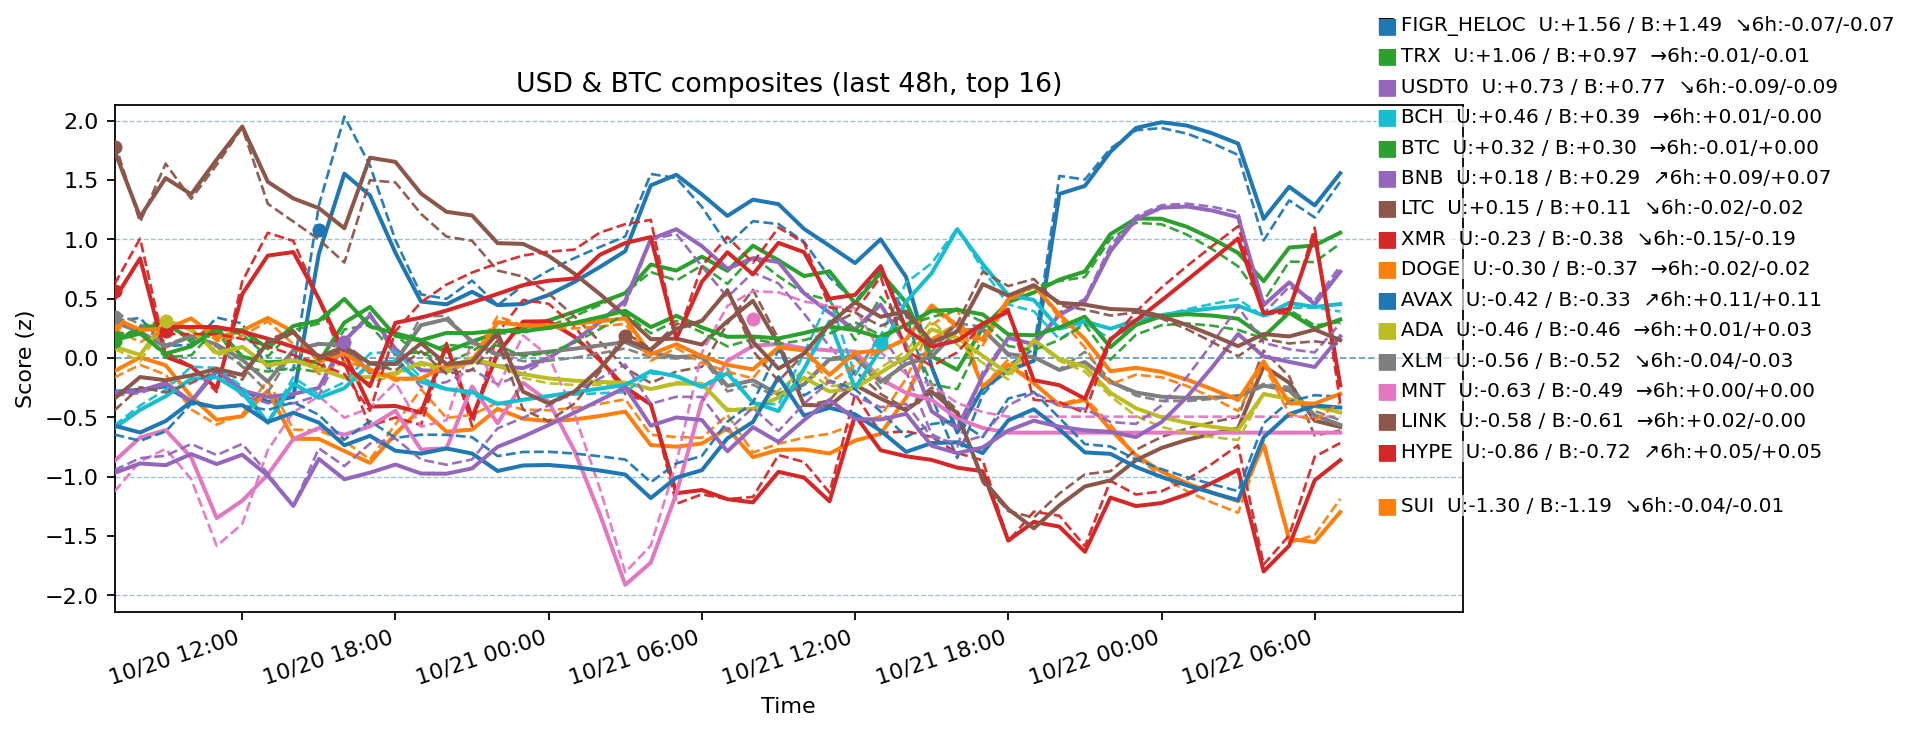 USD & BTC composites (last 48h, top 16)
FIGR_HELOC  U:+1.56 / B:+1.49  ↘6h:-0.07/-0.07
TRX  U:+1.06 / B:+0.97  →6h:-0.01/-0.01
USDT0  U:+0.73 / B:+0.77  ↘6h:-0.09/-0.09
BCH  U:+0.46 / B:+0.39  →6h:+0.01/-0.00
BTC  U:+0.32 / B:+0.30  →6h:-0.01/+0.00
BNB  U:+0.18 / B:+0.29  ↗6h:+0.09/+0.07
LTC  U:+0.15 / B:+0.11  ↘6h:-0.02/-0.02
XMR  U:-0.23 / B:-0.38  ↘6h:-0.15/-0.19
DOGE  U:-0.30 / B:-0.37  →6h:-0.02/-0.02
AVAX  U:-0.42 / B:-0.33  ↗6h:+0.11/+0.11
ADA  U:-0.46 / B:-0.46  →6h:+0.01/+0.03
XLM  U:-0.56 / B:-0.52  ↘6h:-0.04/-0.03
MNT  U:-0.63 / B:-0.49  →6h:+0.00/+0.00
LINK  U:-0.58 / B:-0.61  →6h:+0.02/-0.00
HYPE  U:-0.86 / B:-0.72  ↗6h:+0.05/+0.05
SUI  U:-1.30 / B:-1.19  ↘6h:-0.04/-0.01
Score (z)
2.0
1.5
1.0
0.5
0.0
−0.5
−1.0
−1.5
−2.0
10/20 12:00
10/20 18:00
10/21 00:00
10/21 06:00
10/21 12:00
10/21 18:00
10/22 00:00
10/22 06:00
Time